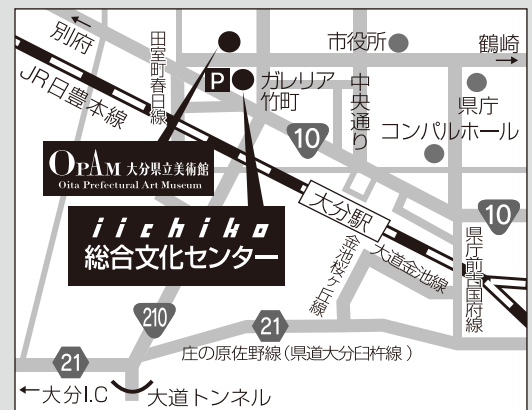 別府
田室町春日線
市役所
鶴崎
JR日豊本線
P
ガレリア
竹町
中央通り
県庁
コンパルホール
10
OPAM 大分県立美術館
Oita Prefectural Art Museum
iichiko
総合文化センター
大分駅
10
金池桜ヶ丘線
大道金池線
県庁前古国府線
210
21
庄の原佐野線(県道大分臼杵線)
21
大分I.C
大道トンネル